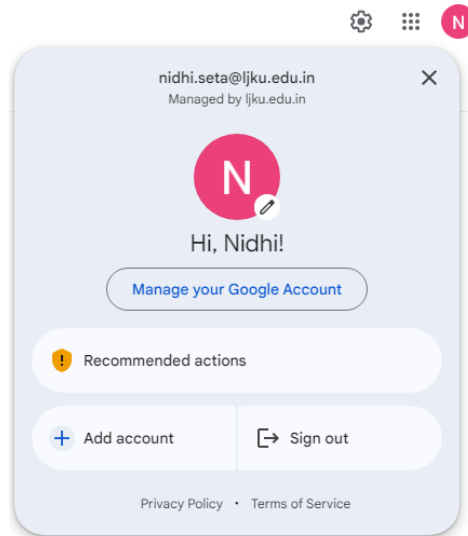 N
nidhi.seta@ljku.edu.in
Managed by ljku.edu.in
N
Hi, Nidhi!
Manage your Google Account
Recommended actions
Add account
Sign out
Privacy Policy • Terms of Service